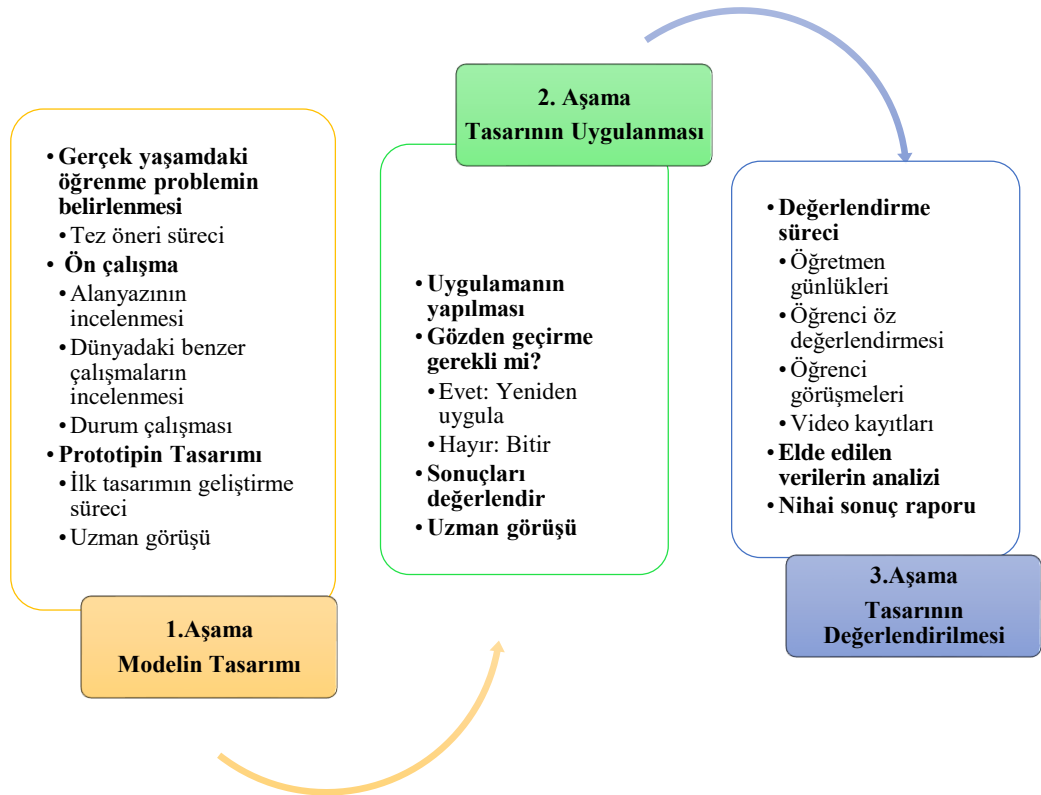 • Gerçek yaşamdaki
öğrenme problemin
belirlenmesi
• Tez öneri süreci
• Ön çalışma
• Alanyazının
incelenmesi
• Dünyadaki benzer
çalışmaların
incelenmesi
• Durum çalışması
• Prototipin Tasarımı
• İlk tasarımın geliştirme
süreci
• Uzman görüşü
1.Aşama
Modelin Tasarımı
2. Aşama
Tasarının Uygulanması
• Uygulamanın
yapılması
• Gözden geçirme
gerekli mi?
• Evet: Yeniden
uygula
• Hayır: Bitir
• Sonuçları
değerlendir
• Uzman görüşü
• Değerlendirme
süreci
• Öğretmen
günlükleri
• Öğrenci öz
değerlendirmesi
• Öğrenci
görüşmeleri
• Video kayıtları
• Elde edilen
verilerin analizi
• Nihai sonuç raporu
3.Aşama
Tasarının
Değerlendirilmesi